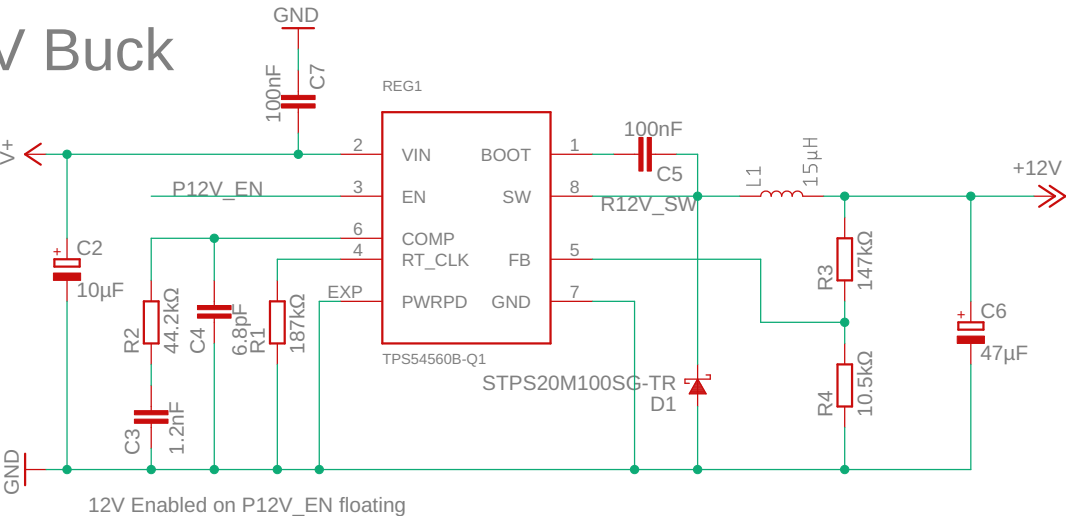 GND
V Buck
100nF
C7
REG1
V+
2
VIN
BOOT
1
100nF
C5
L1
15µH
+12V
P12V_EN
3
EN
SW
8
R12V_SW
6
COMP
4
RT_CLK
FB
5
C2
10µF
EXP
PWRPD
GND
7
R3
147kΩ
R2
44.2kΩ
C4
6.8pF
R1
187kΩ
C6
47µF
TPS54560B-Q1
STPS20M100SG-TR
D1
R4
10.5kΩ
C3
1.2nF
GND
12V Enabled on P12V_EN floating